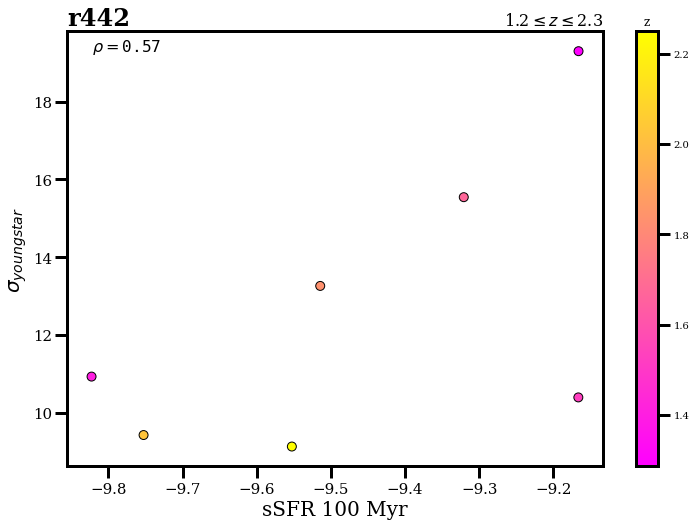 r442
1.2 ≤ z ≤ 2.3
z
ρ = 0.57
18
16
14
12
10
σ_youngstar
−9.8 −9.7 −9.6 −9.5 −9.4 −9.3 −9.2
sSFR 100 Myr
2.2
2.0
1.8
1.6
1.4